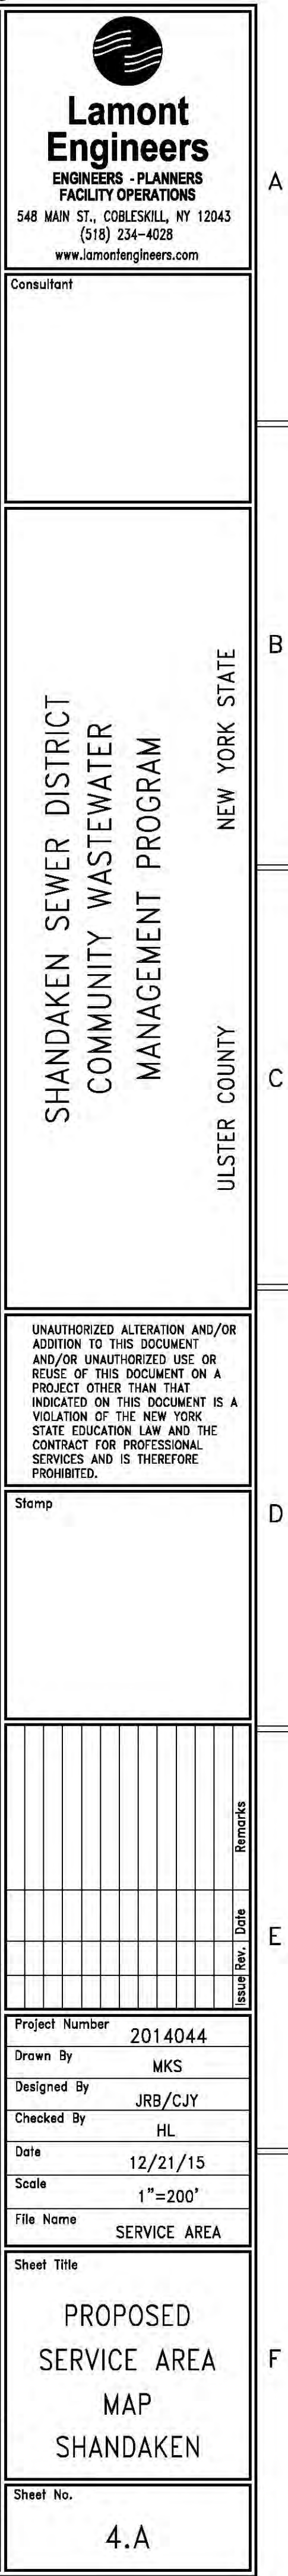 Lamont
Engineers
ENGINEERS - PLANNERS
FACILITY OPERATIONS
548 MAIN ST., COBLESKILL, NY 12043
(518) 234-4028
www.lamontengineers.com
A
Consultant
B
SHANDAKEN SEWER DISTRICT
COMMUNITY WASTEWATER
MANAGEMENT PROGRAM
ULSTER COUNTY NEW YORK STATE
C
UNAUTHORIZED ALTERATION AND/OR
ADDITION TO THIS DOCUMENT
AND/OR UNAUTHORIZED USE OR
REUSE OF THIS DOCUMENT ON A
PROJECT OTHER THAN THAT
INDICATED ON THIS DOCUMENT IS A
VIOLATION OF THE NEW YORK
STATE EDUCATION LAW AND THE
CONTRACT FOR PROFESSIONAL
SERVICES AND IS THEREFORE
PROHIBITED.
Stamp
D
Issue Rev. Date Remarks
E
Project Number
2014044
Drawn By
MKS
Designed By
JRB/CJY
Checked By
HL
Date
12/21/15
Scale
1"=200'
File Name
SERVICE AREA
Sheet Title
PROPOSED
SERVICE AREA
MAP
SHANDAKEN
F
Sheet No.
4.A